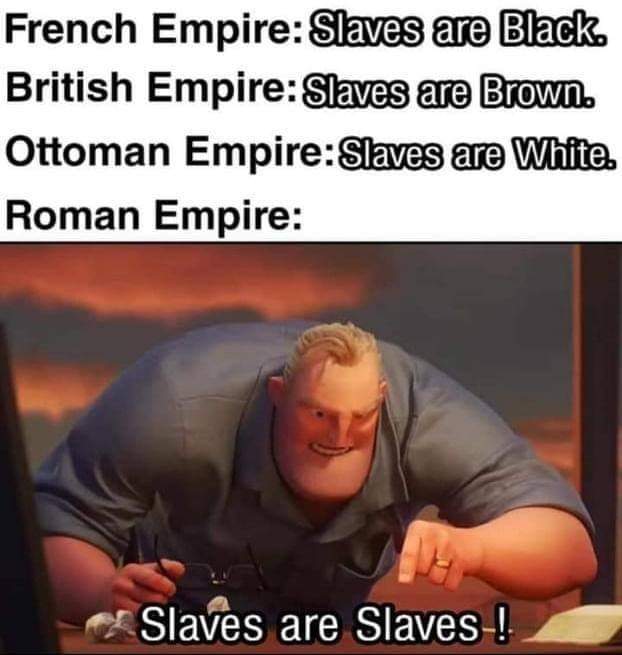 French Empire: Slaves are Black.
British Empire: Slaves are Brown.
Ottoman Empire: Slaves are White.
Roman Empire:
Slaves are Slaves !